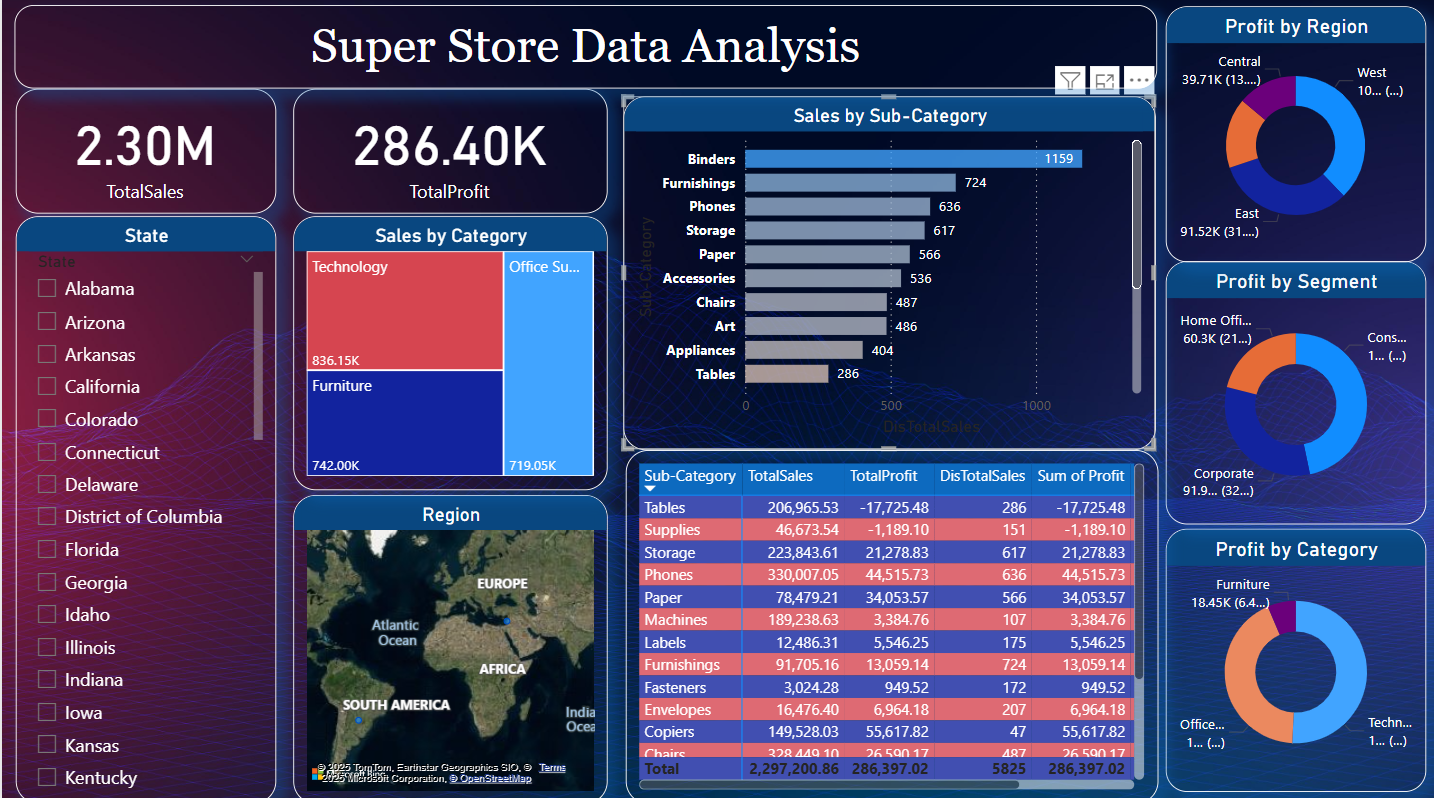 Super Store Data Analysis
2.30M
TotalSales
286.40K
TotalProfit
State
State
Alabama
Arizona
Arkansas
California
Colorado
Connecticut
Delaware
District of Columbia
Florida
Georgia
Idaho
Illinois
Indiana
Iowa
Kansas
Kentucky
Sales by Category
Technology
836.15K
Furniture
742.00K
Office Su...
719.05K
Region
EUROPE
Atlantic
Ocean
AFRICA
SOUTH AMERICA
India
Ocea
© 2025 TomTom, Earthstar Geographics SIO, © 
2025 Microsoft Corporation, © OpenStreetMap Terms
Sales by Sub-Category
Sub-Category
Binders 1159
Furnishings 724
Phones 636
Storage 617
Paper 566
Accessories 536
Chairs 487
Art 486
Appliances 404
Tables 286
0 500 1000
DisTotalSales
Sub-Category TotalSales TotalProfit DisTotalSales Sum of Profit
Tables 206,965.53 -17,725.48 286 -17,725.48
Supplies 46,673.54 -1,189.10 151 -1,189.10
Storage 223,843.61 21,278.83 617 21,278.83
Phones 330,007.05 44,515.73 636 44,515.73
Paper 78,479.21 34,053.57 566 34,053.57
Machines 189,238.63 3,384.76 107 3,384.76
Labels 12,486.31 5,546.25 175 5,546.25
Furnishings 91,705.16 13,059.14 724 13,059.14
Fasteners 3,024.28 949.52 172 949.52
Envelopes 16,476.40 6,964.18 207 6,964.18
Copiers 149,528.03 55,617.82 47 55,617.82
Chairs 328,449.10 26,590.17 487 26,590.17
Total 2,297,200.86 286,397.02 5825 286,397.02
Profit by Region
Central
39.71K (13....)
West
10... (...)
East
91.52K (31....)
Profit by Segment
Home Offi...
60.3K (21...)
Cons...
1... (...)
Corporate
91.9... (32...)
Profit by Category
Furniture
18.45K (6.4...)
Office...
1... (...)
Techn...
1... (...)